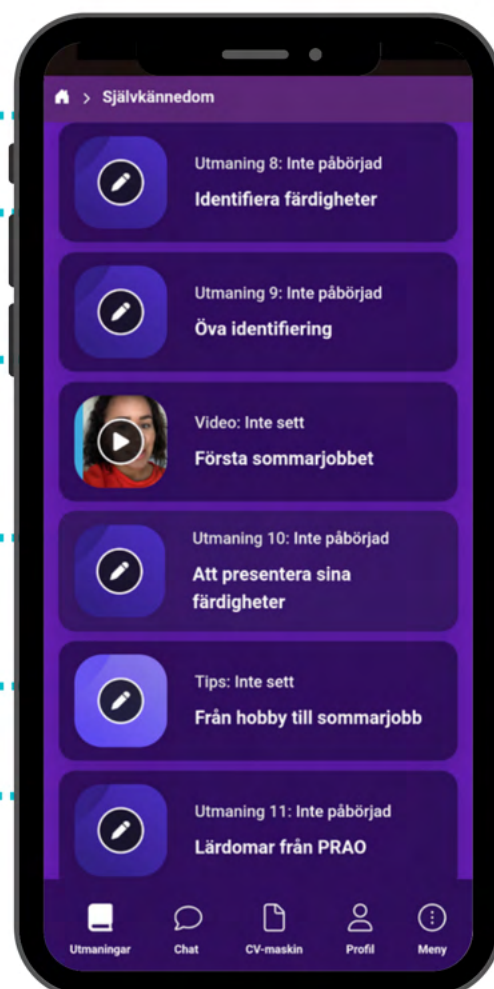 > Självkännedom
Utmaning 8: Inte påbörjad
Identifiera färdigheter
Utmaning 9: Inte påbörjad
Öva identifiering
Video: Inte sett
Första sommarjobbet
Utmaning 10: Inte påbörjad
Att presentera sina
färdigheter
Tips: Inte sett
Från hobby till sommarjobb
Utmaning 11: Inte påbörjad
Lärdomar från PRAO
Utmaningar Chat CV-maskin Profil Meny